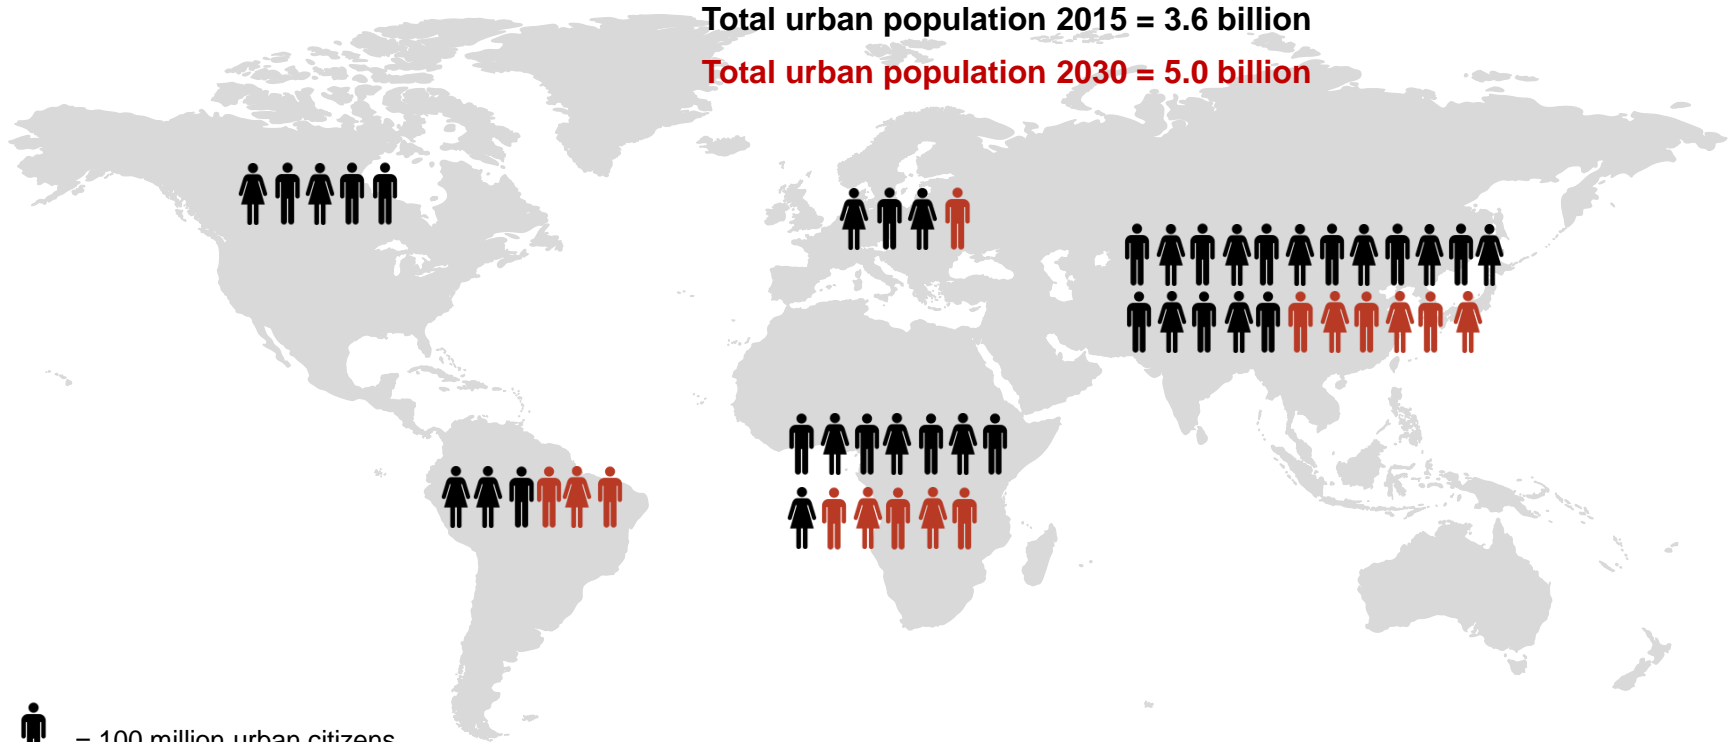 Total urban population 2015 = 3.6 billion
Total urban population 2030 = 5.0 billion
= 100 million urban citizens